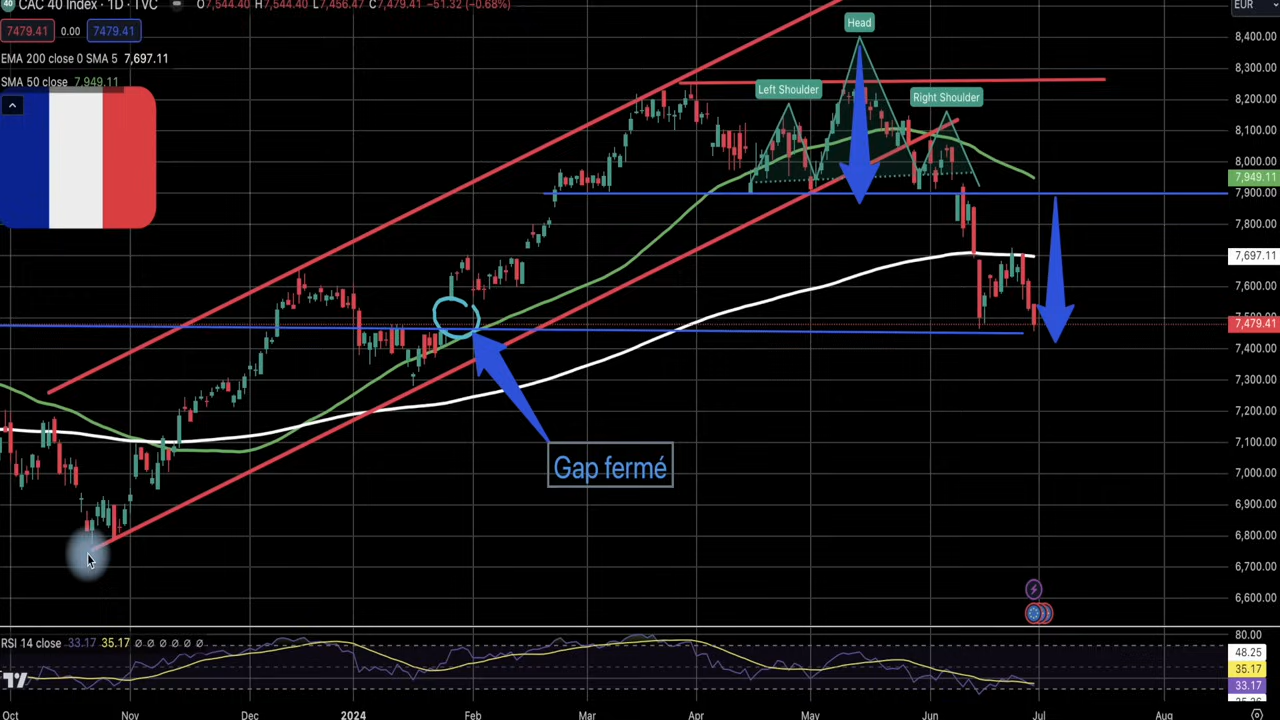 40 CAC 40 Index · 1D · TVC O7,544.40 H7,544.40 L7,456.47 C7,479.41 −51.32 (−0.68%)
7479.41 0.00 7479.41
EMA 200 close 0 SMA 5 7,697.11
SMA 50 close 7,949.11
EUR
Head
Left Shoulder
Right Shoulder
8,400.00
8,300.00
8,200.00
8,100.00
8,000.00
7,949.11
7,900.00
7,800.00
7,697.11
7,600.00
7,479.41
7,400.00
7,300.00
7,200.00
7,100.00
7,000.00
6,900.00
6,800.00
6,700.00
6,600.00
Gap fermé
RSI 14 close 33.17 35.17 ∅ ∅ ∅ ∅ ∅ ∅
80.00
48.25
35.17
33.17
Oct Nov Dec 2024 Feb Mar Apr May Jun Jul Aug